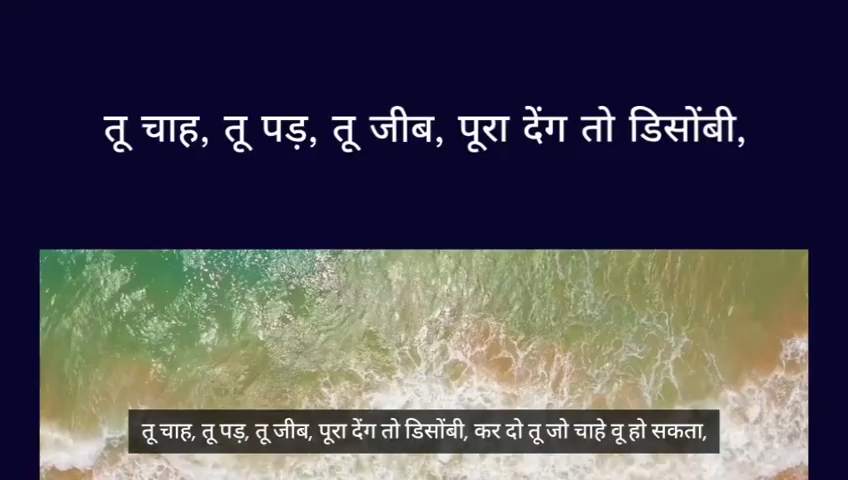 तू चाह, तू पड़, तू जीब, पूरा देंग तो डिसोंबी,
तू चाह, तू पड़, तू जीब, पूरा देंग तो डिसोंबी, कर दो तू जो चाहे वू हो सकता,